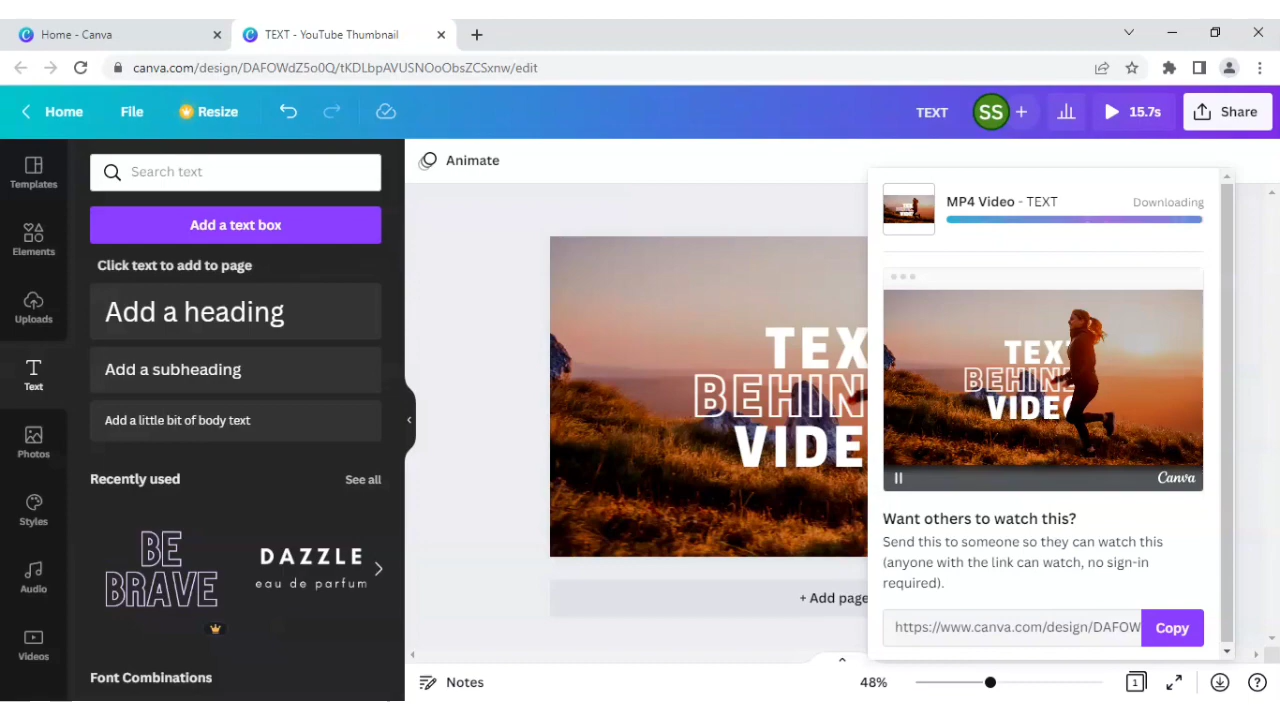 Home - Canva
TEXT - YouTube Thumbnail
canva.com/design/DAFOWdZ5o0Q/tKDLbpAVUSNOoObsZCSxnw/edit
Home
File
Resize
TEXT
SS
15.7s
Share
Templates
Elements
Uploads
Text
Photos
Styles
Audio
Videos
Search text
Add a text box
Click text to add to page
Add a heading
Add a subheading
Add a little bit of body text
Recently used
See all
BE
BRAVE
DAZZLE
eau de parfum
Font Combinations
Animate
TEX
BEHIN
VIDE
+ Add page
MP4 Video - TEXT
Downloading
TEXT
BEHIND
VIDEO
Canva
Want others to watch this?
Send this to someone so they can watch this
(anyone with the link can watch, no sign-in
required).
https://www.canva.com/design/DAFOW
Copy
Notes
48%
1